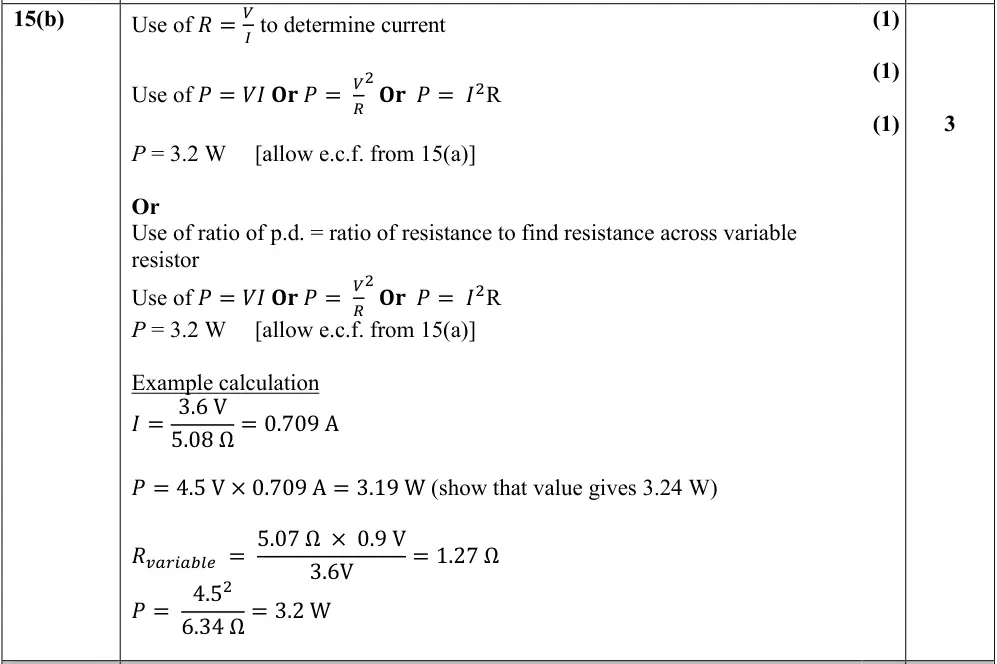 15(b) Use of R = V/I to determine current (1)
(1)
Use of P = VI Or P = V²/R Or P = I²R
(1) 3
P = 3.2 W [allow e.c.f. from 15(a)]
Or
Use of ratio of p.d. = ratio of resistance to find resistance across variable
resistor
Use of P = VI Or P = V²/R Or P = I²R
P = 3.2 W [allow e.c.f. from 15(a)]
Example calculation
I = 3.6 V/5.08 Ω = 0.709 A
P = 4.5 V × 0.709 A = 3.19 W (show that value gives 3.24 W)
R_variable = 5.07 Ω × 0.9 V/3.6V = 1.27 Ω
P = 4.5²/6.34 Ω = 3.2 W